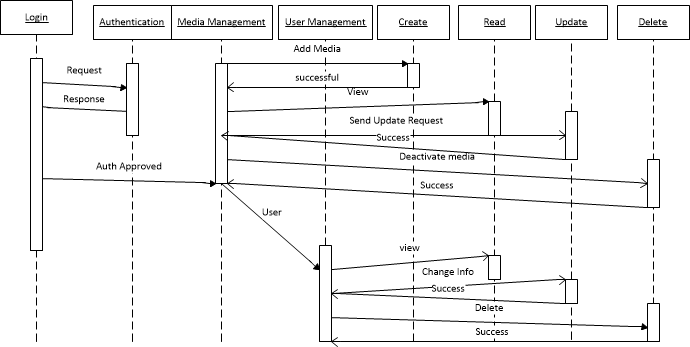 Login
Authentication
Media Management
User Management
Create
Read
Update
Delete
Add Media
Request
successful
View
Response
Send Update Request
Success
Deactivate media
Auth Approved
Success
User
view
Change Info
Success
Delete
Success